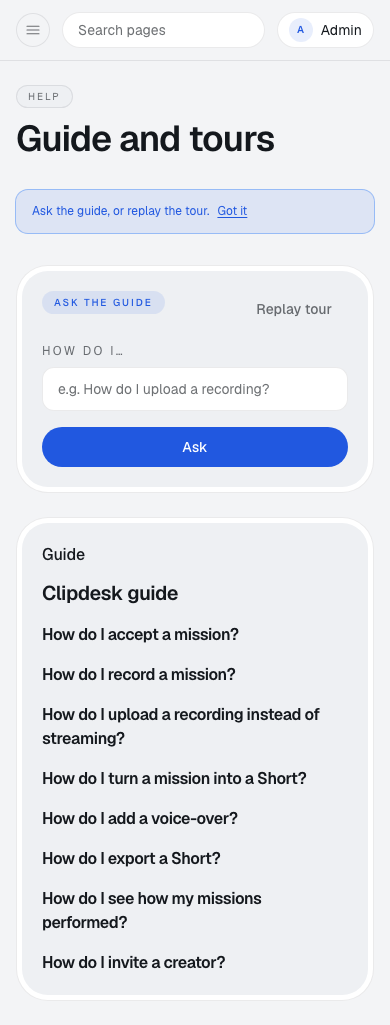 Search pages
A
Admin
HELP
Guide and tours
Ask the guide, or replay the tour. Got it
ASK THE GUIDE
Replay tour
HOW DO I…
e.g. How do I upload a recording?
Ask
Guide
Clipdesk guide
How do I accept a mission?
How do I record a mission?
How do I upload a recording instead of
streaming?
How do I turn a mission into a Short?
How do I add a voice-over?
How do I export a Short?
How do I see how my missions
performed?
How do I invite a creator?